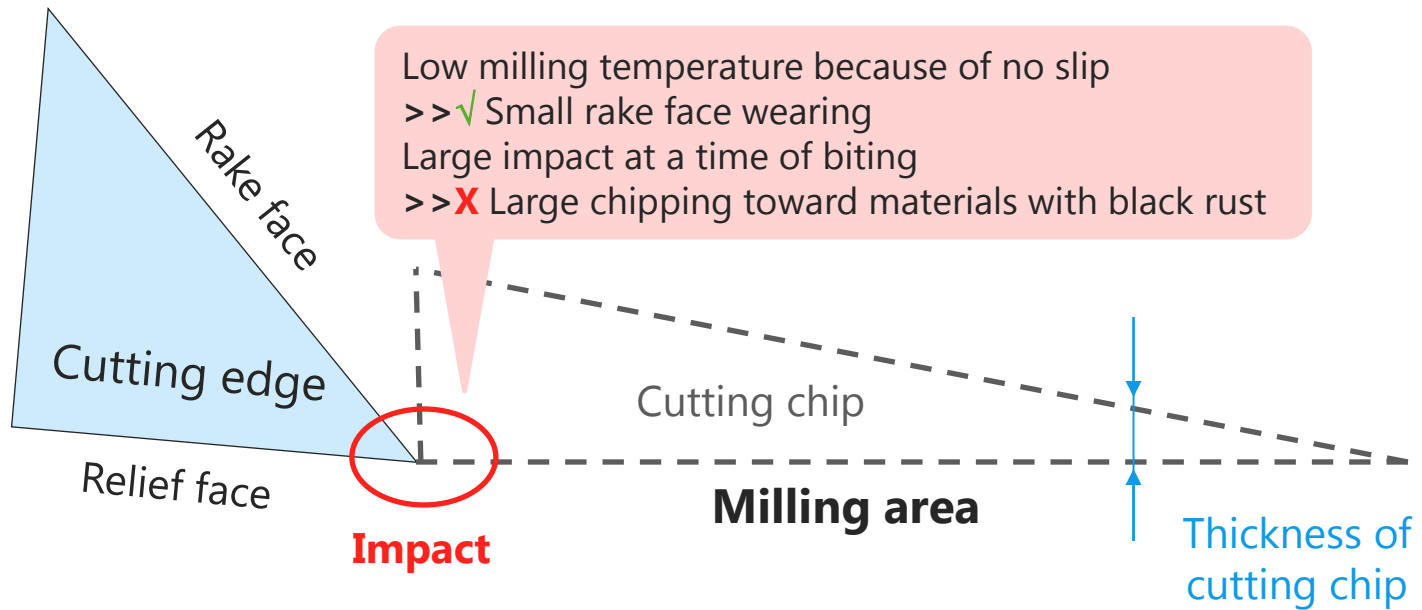 Low milling temperature because of no slip
>>√ Small rake face wearing
Large impact at a time of biting
>>X Large chipping toward materials with black rust
Rake face
Cutting edge
Relief face
Impact
Cutting chip
Milling area
Thickness of
cutting chip